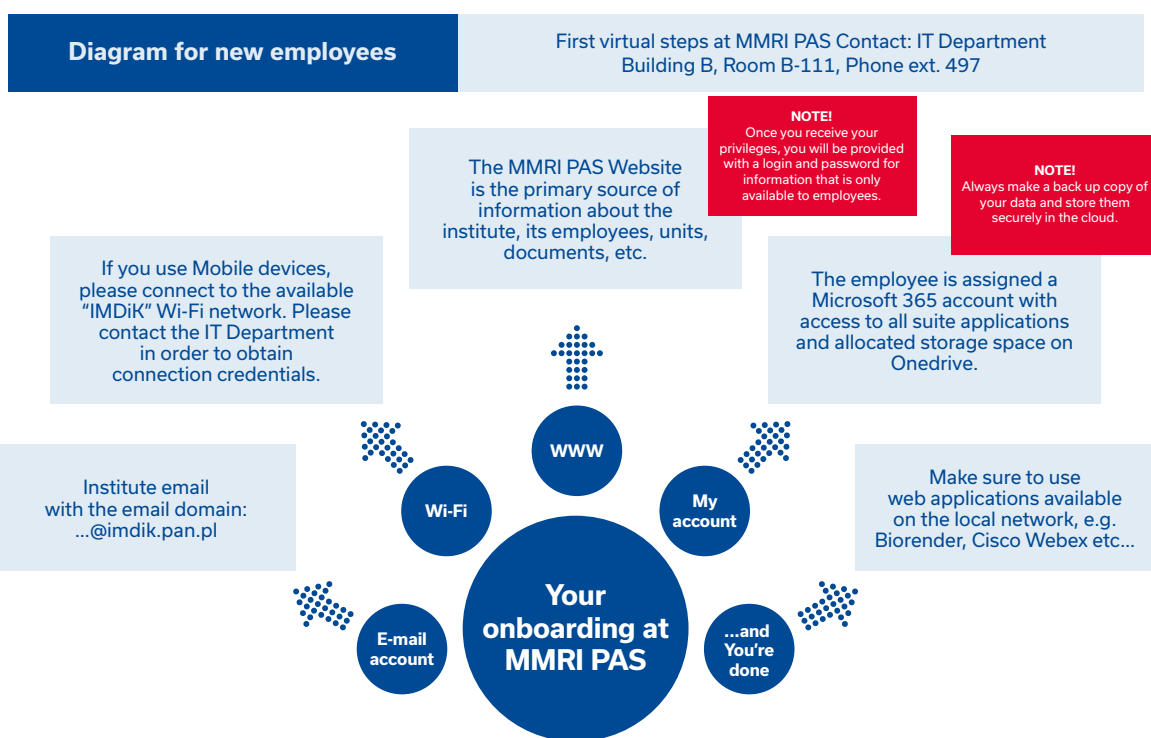 Diagram for new employees
First virtual steps at MMRI PAS Contact: IT Department
Building B, Room B-111, Phone ext. 497
NOTE!
Once you receive your
privileges, you will be provided
with a login and password for
information that is only
available to employees.
NOTE!
Always make a back up copy of
your data and store them
securely in the cloud.
The MMRI PAS Website
is the primary source of
information about the
institute, its employees, units,
documents, etc.
If you use Mobile devices,
please connect to the available
“IMDiK” Wi-Fi network. Please
contact the IT Department
in order to obtain
connection credentials.
The employee is assigned a
Microsoft 365 account with
access to all suite applications
and allocated storage space on
Onedrive.
Institute email
with the email domain:
...@imdik.pan.pl
Make sure to use
web applications available
on the local network, e.g.
Biorender, Cisco Webex etc...
WWW
Wi-Fi
My
account
E-mail
account
Your
onboarding at
MMRI PAS
...and
You're
done